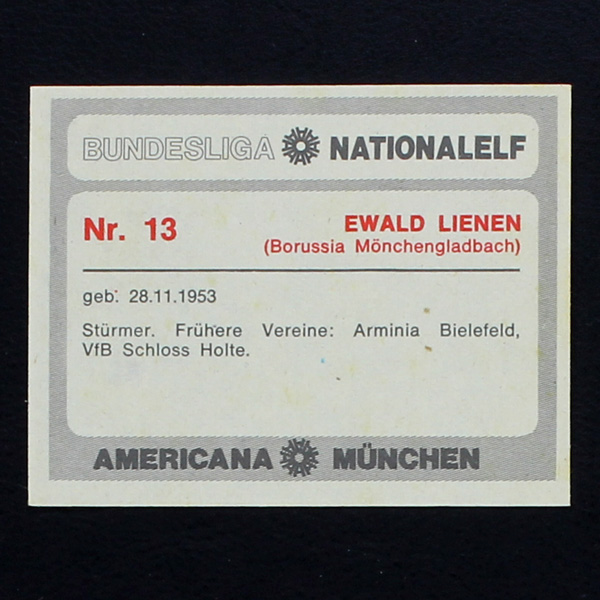 BUNDESLIGA NATIONALELF
Nr. 13
EWALD LIENEN
(Borussia Mönchengladbach)
geb: 28.11.1953
Stürmer. Frühere Vereine: Arminia Bielefeld,
VfB Schloss Holte.
AMERICANA MÜNCHEN